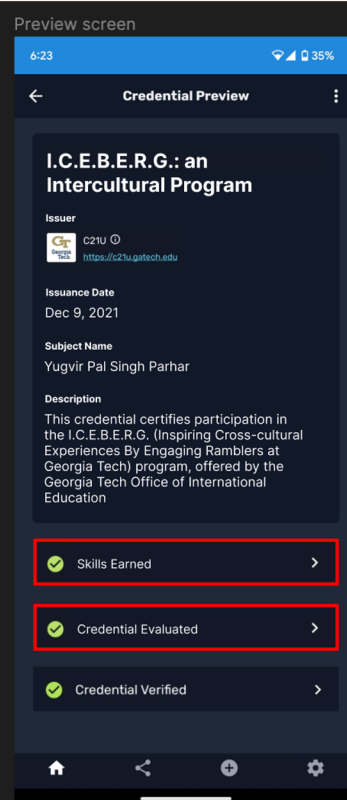 Preview screen
6:23
35%
Credential Preview
I.C.E.B.E.R.G.: an
Intercultural Program
Issuer
GT
Georgia
Tech
C21U
https://c21u.gatech.edu
Issuance Date
Dec 9, 2021
Subject Name
Yugvir Pal Singh Parhar
Description
This credential certifies participation in
the I.C.E.B.E.R.G. (Inspiring Cross-cultural
Experiences By Engaging Ramblers at
Georgia Tech) program, offered by the
Georgia Tech Office of International
Education
Skills Earned
Credential Evaluated
Credential Verified